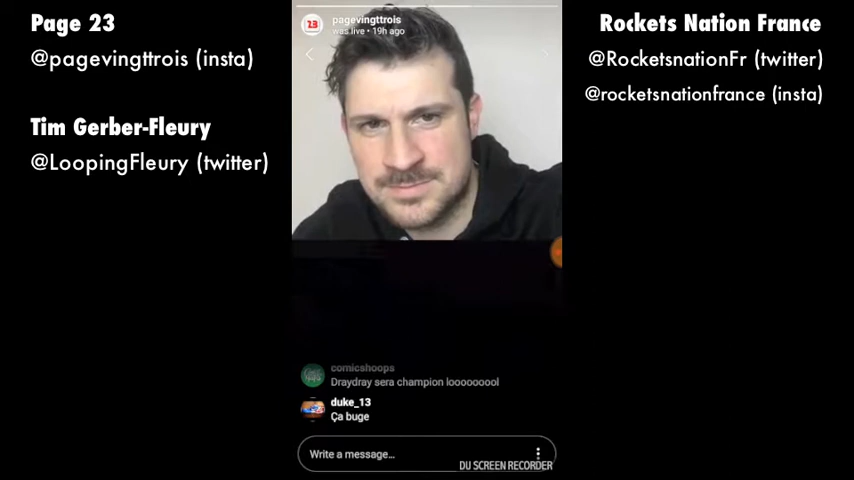 Page 23
@pagevingttrois (insta)
Tim Gerber-Fleury
@LoopingFleury (twitter)
23
pagevingttrois
was live • 19h ago
comicshoops
Draydray sera champion looooooool
duke_13
Ça buge
Write a message...
DU SCREEN RECORDER
Rockets Nation France
@RocketsnationFr (twitter)
@rocketsnationfrance (insta)